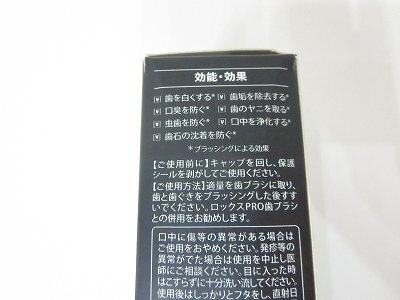 効能・効果
☑ 歯を白くする* ☑ 歯垢を除去する*
☑ 口臭を防ぐ* ☑ 歯のヤニを取る*
☑ 虫歯を防ぐ* ☑ 口中を浄化する*
☑ 歯石の沈着を防ぐ*
*ブラッシングによる効果
【ご使用前に】キャップを回し、保護
シールを剥がしてご使用ください。
【ご使用方法】適量を歯ブラシに取り、
歯と歯ぐきをブラッシングした後すす
いでください。ロックスPRO歯ブラシ
との併用をお勧めします。
口中に傷等の異常がある場合は
ご使用をおやめください。発疹等の
異常がでた場合は使用を中止し医
師にご相談ください。目に入った時
はこすらずに十分洗い流してください。
使用後はしっかりとフタをし、直射日